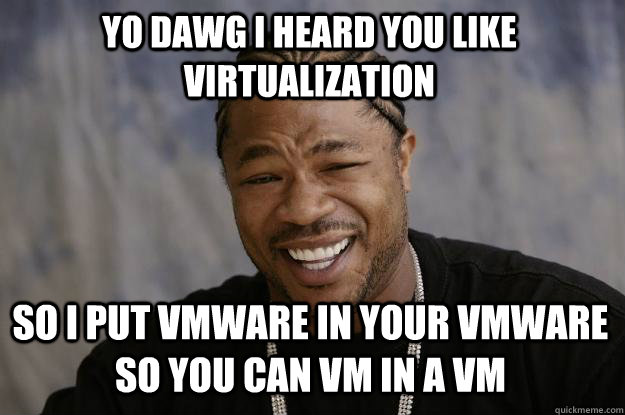 YO DAWG I HEARD YOU LIKE
VIRTUALIZATION
SO I PUT VMWARE IN YOUR VMWARE
SO YOU CAN VM IN A VM
quickmeme.com